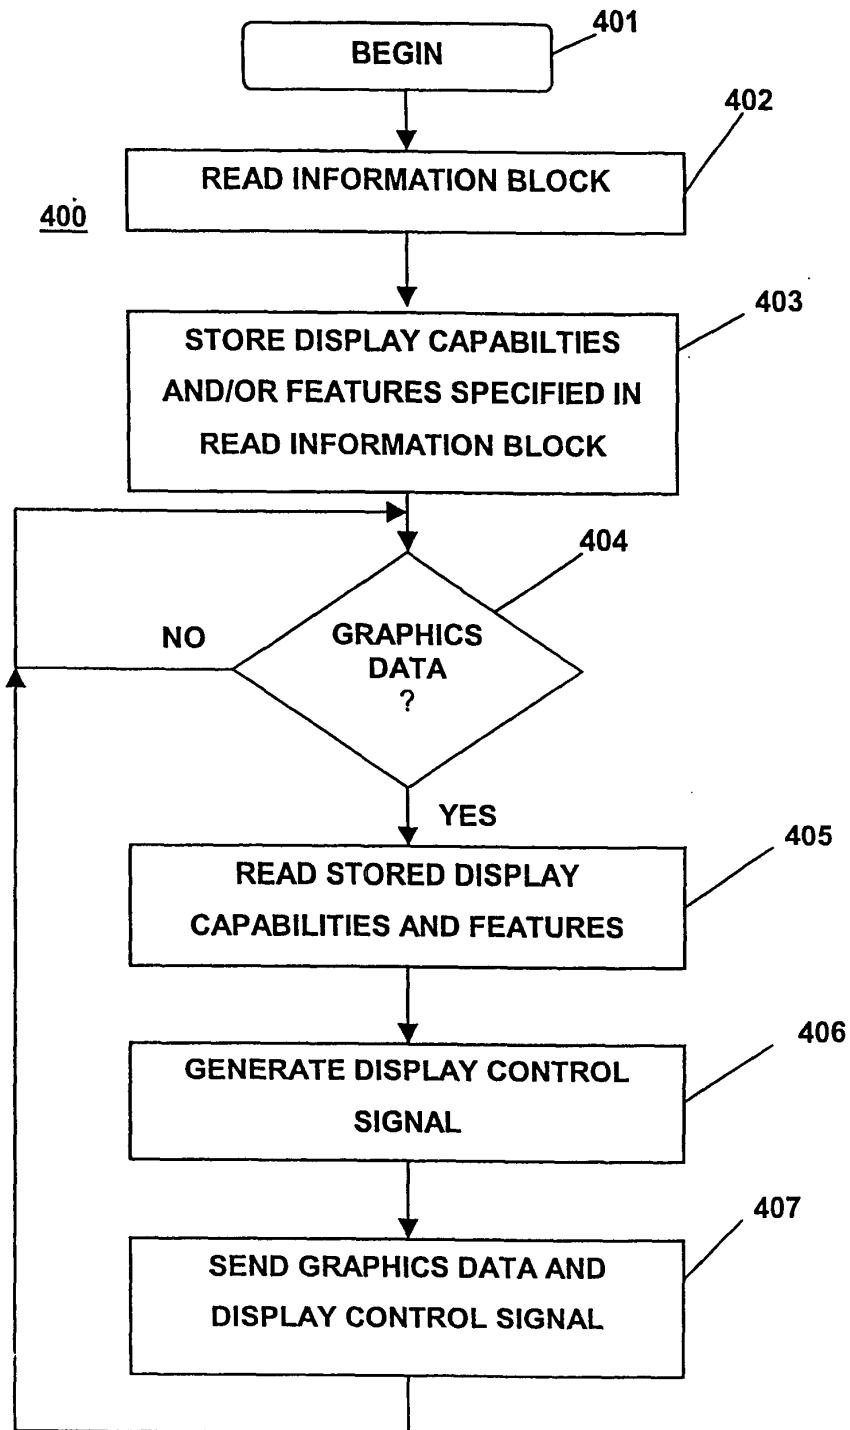 401
BEGIN
402
READ INFORMATION BLOCK
400
403
STORE DISPLAY CAPABILTIES
AND/OR FEATURES SPECIFIED IN
READ INFORMATION BLOCK
404
NO
GRAPHICS
DATA
?
YES
405
READ STORED DISPLAY
CAPABILITIES AND FEATURES
406
GENERATE DISPLAY CONTROL
SIGNAL
407
SEND GRAPHICS DATA AND
DISPLAY CONTROL SIGNAL